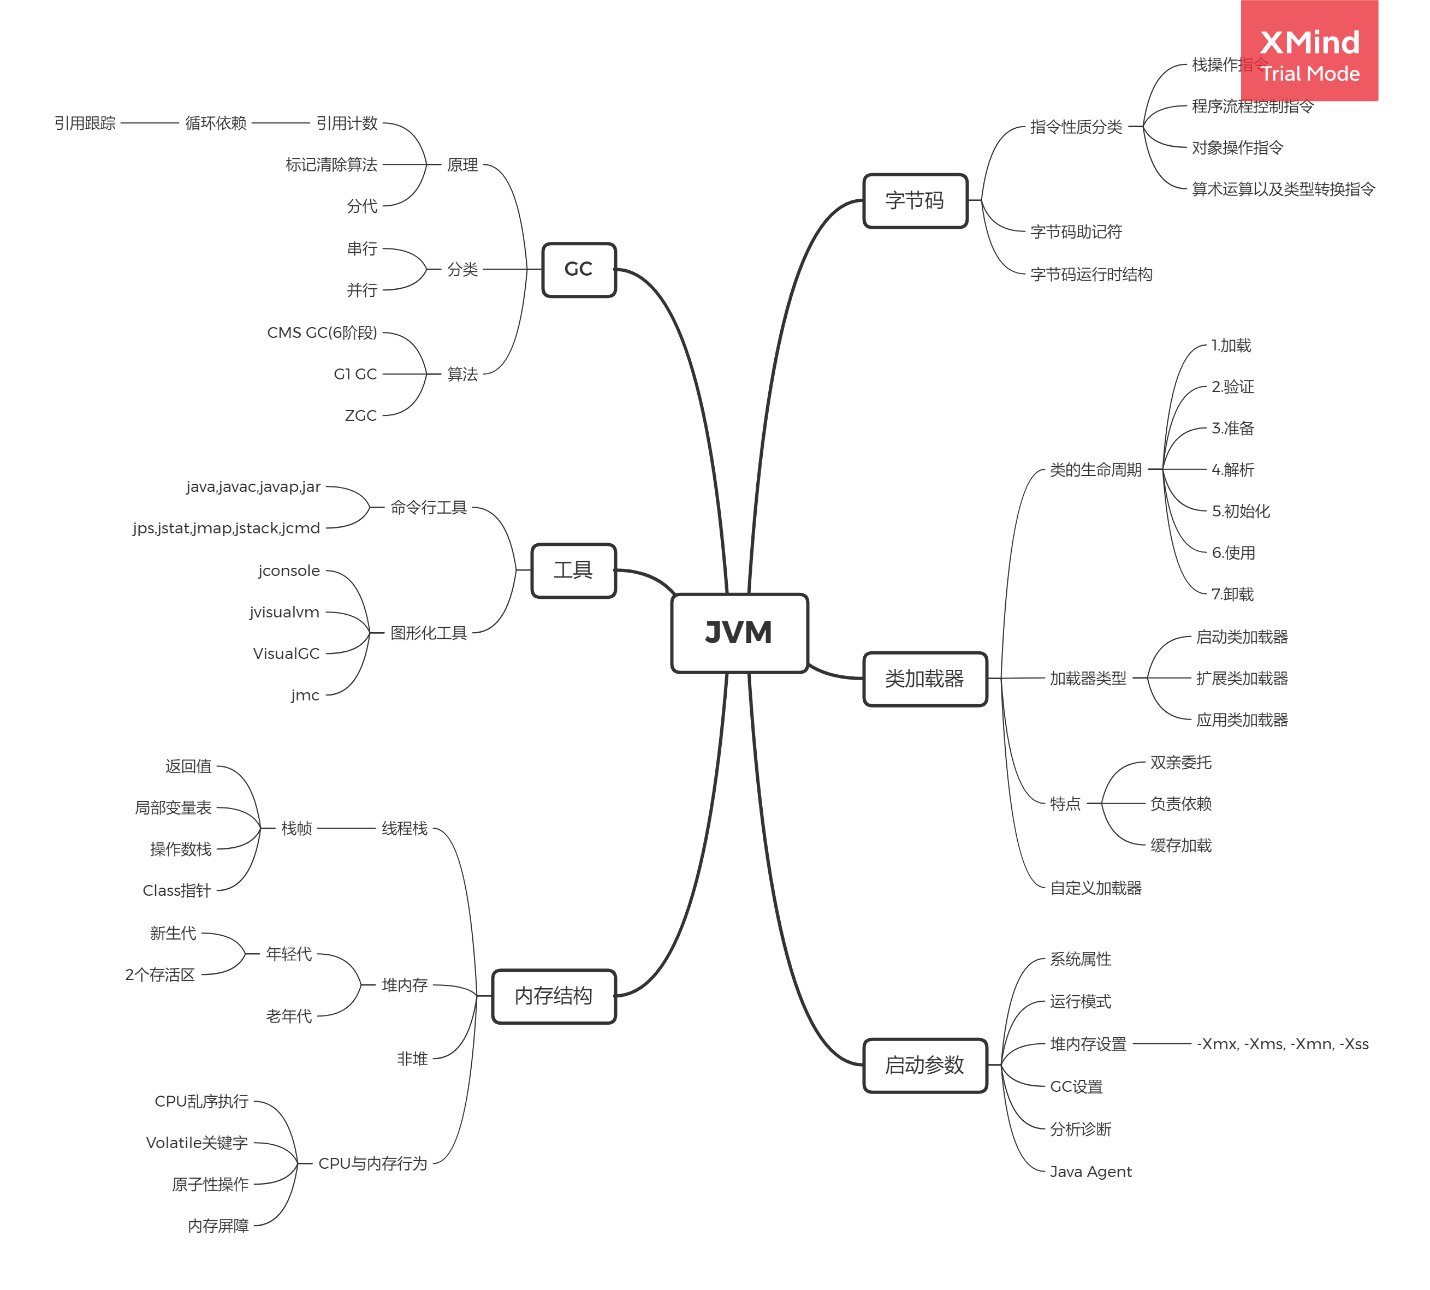 XMind
Trial Mode
JVM
字节码
指令性质分类
栈操作指令
程序流程控制指令
对象操作指令
算术运算以及类型转换指令
字节码助记符
字节码运行时结构
类加载器
类的生命周期
1.加载
2.验证
3.准备
4.解析
5.初始化
6.使用
7.卸载
加载器类型
启动类加载器
扩展类加载器
应用类加载器
特点
双亲委托
负责依赖
缓存加载
自定义加载器
启动参数
系统属性
运行模式
堆内存设置
-Xmx, -Xms, -Xmn, -Xss
GC设置
分析诊断
Java Agent
GC
原理
引用计数
循环依赖
引用跟踪
标记清除算法
分代
分类
串行
并行
算法
CMS GC(6阶段)
G1 GC
ZGC
工具
命令行工具
java,javac,javap,jar
jps,jstat,jmap,jstack,jcmd
图形化工具
jconsole
jvisualvm
VisualGC
jmc
内存结构
线程栈
栈帧
返回值
局部变量表
操作数栈
Class指针
堆内存
年轻代
新生代
2个存活区
老年代
非堆
CPU与内存行为
CPU乱序执行
Volatile关键字
原子性操作
内存屏障